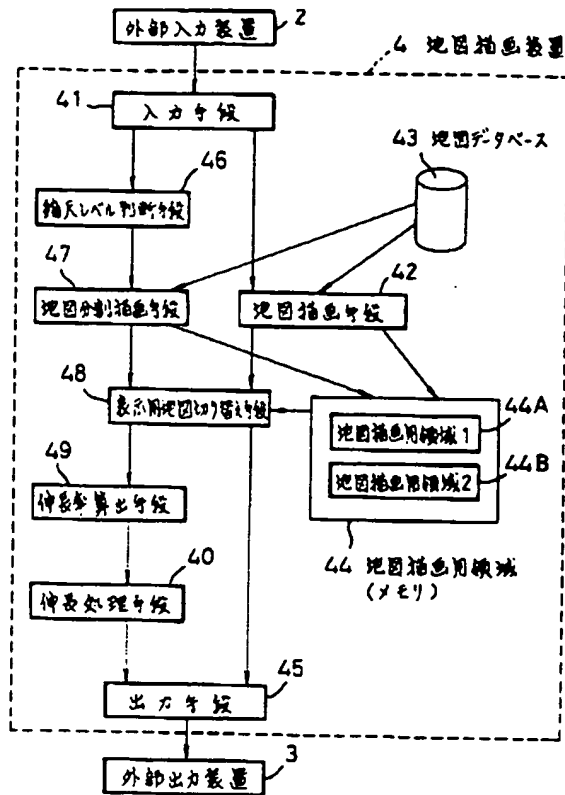 外部入力装置 2
4 地図描画装置
41
入力手段
43 地図データベース
46
縮尺レベル判断手段
47
地図分割描画手段
42
地図描画手段
48
表示用地図切り替え手段
44A
地図描画用領域1
44B
地図描画用領域2
44 地図描画用領域
(メモリ)
49
伸長率算出手段
40
伸長処理手段
45
出力手段
外部出力装置 3